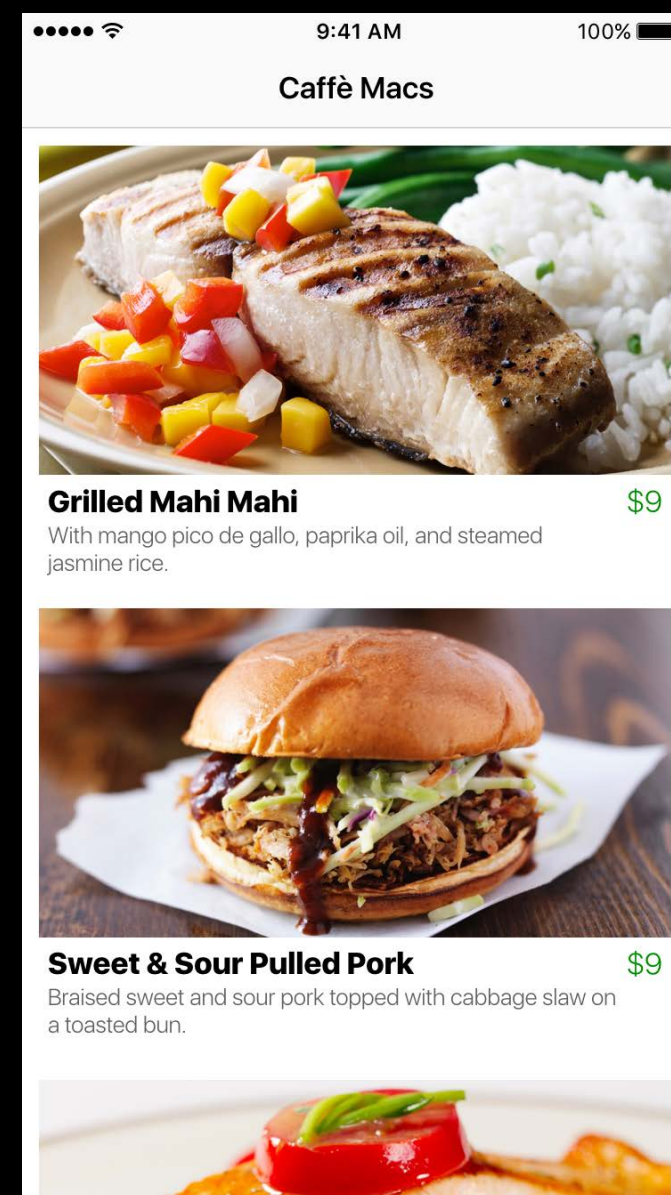 9:41 AM 100%
Caffè Macs
Grilled Mahi Mahi $9
With mango pico de gallo, paprika oil, and steamed
jasmine rice.
Sweet & Sour Pulled Pork $9
Braised sweet and sour pork topped with cabbage slaw on
a toasted bun.